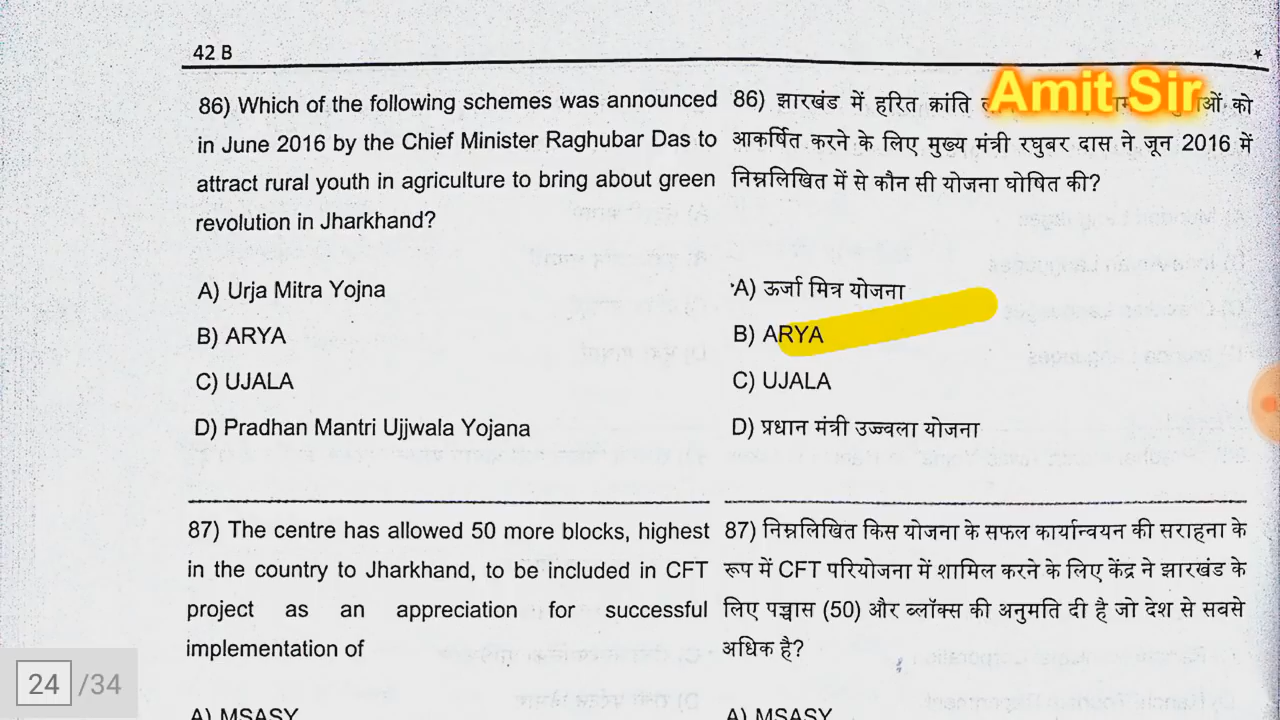 42 B
*
Amit Sir
86) Which of the following schemes was announced
in June 2016 by the Chief Minister Raghubar Das to
attract rural youth in agriculture to bring about green
revolution in Jharkhand?
A) Urja Mitra Yojna
B) ARYA
C) UJALA
D) Pradhan Mantri Ujjwala Yojana
86) झारखंड में हरित क्रांति को
आकर्षित करने के लिए मुख्य मंत्री रघुबर दास ने जून 2016 में
निम्नलिखित में से कौन सी योजना घोषित की?
A) ऊर्जा मित्र योजना
B) ARYA
C) UJALA
D) प्रधान मंत्री उज्ज्वला योजना
87) The centre has allowed 50 more blocks, highest
in the country to Jharkhand, to be included in CFT
project as an appreciation for successful
implementation of
A) MSASY
87) निम्नलिखित किस योजना के सफल कार्यान्वयन की सराहना के
रूप में CFT परियोजना में शामिल करने के लिए केंद्र ने झारखंड के
लिए पच्चास (50) और ब्लॉक्स की अनुमति दी है जो देश से सबसे
अधिक है?
A) MSASY
24 /34